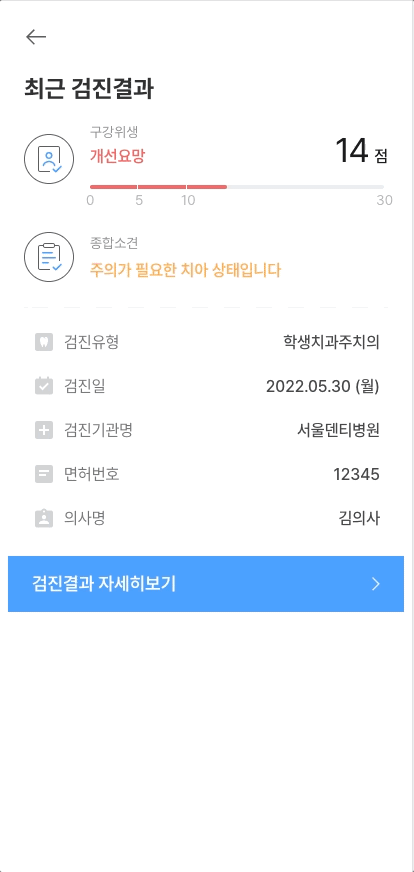 최근 검진결과
구강위생
개선요망
14 점
0 5 10 30
종합소견
주의가 필요한 치아 상태입니다
검진유형 학생치과주치의
검진일 2022.05.30 (월)
검진기관명 서울덴티병원
면허번호 12345
의사명 김의사
검진결과 자세히보기